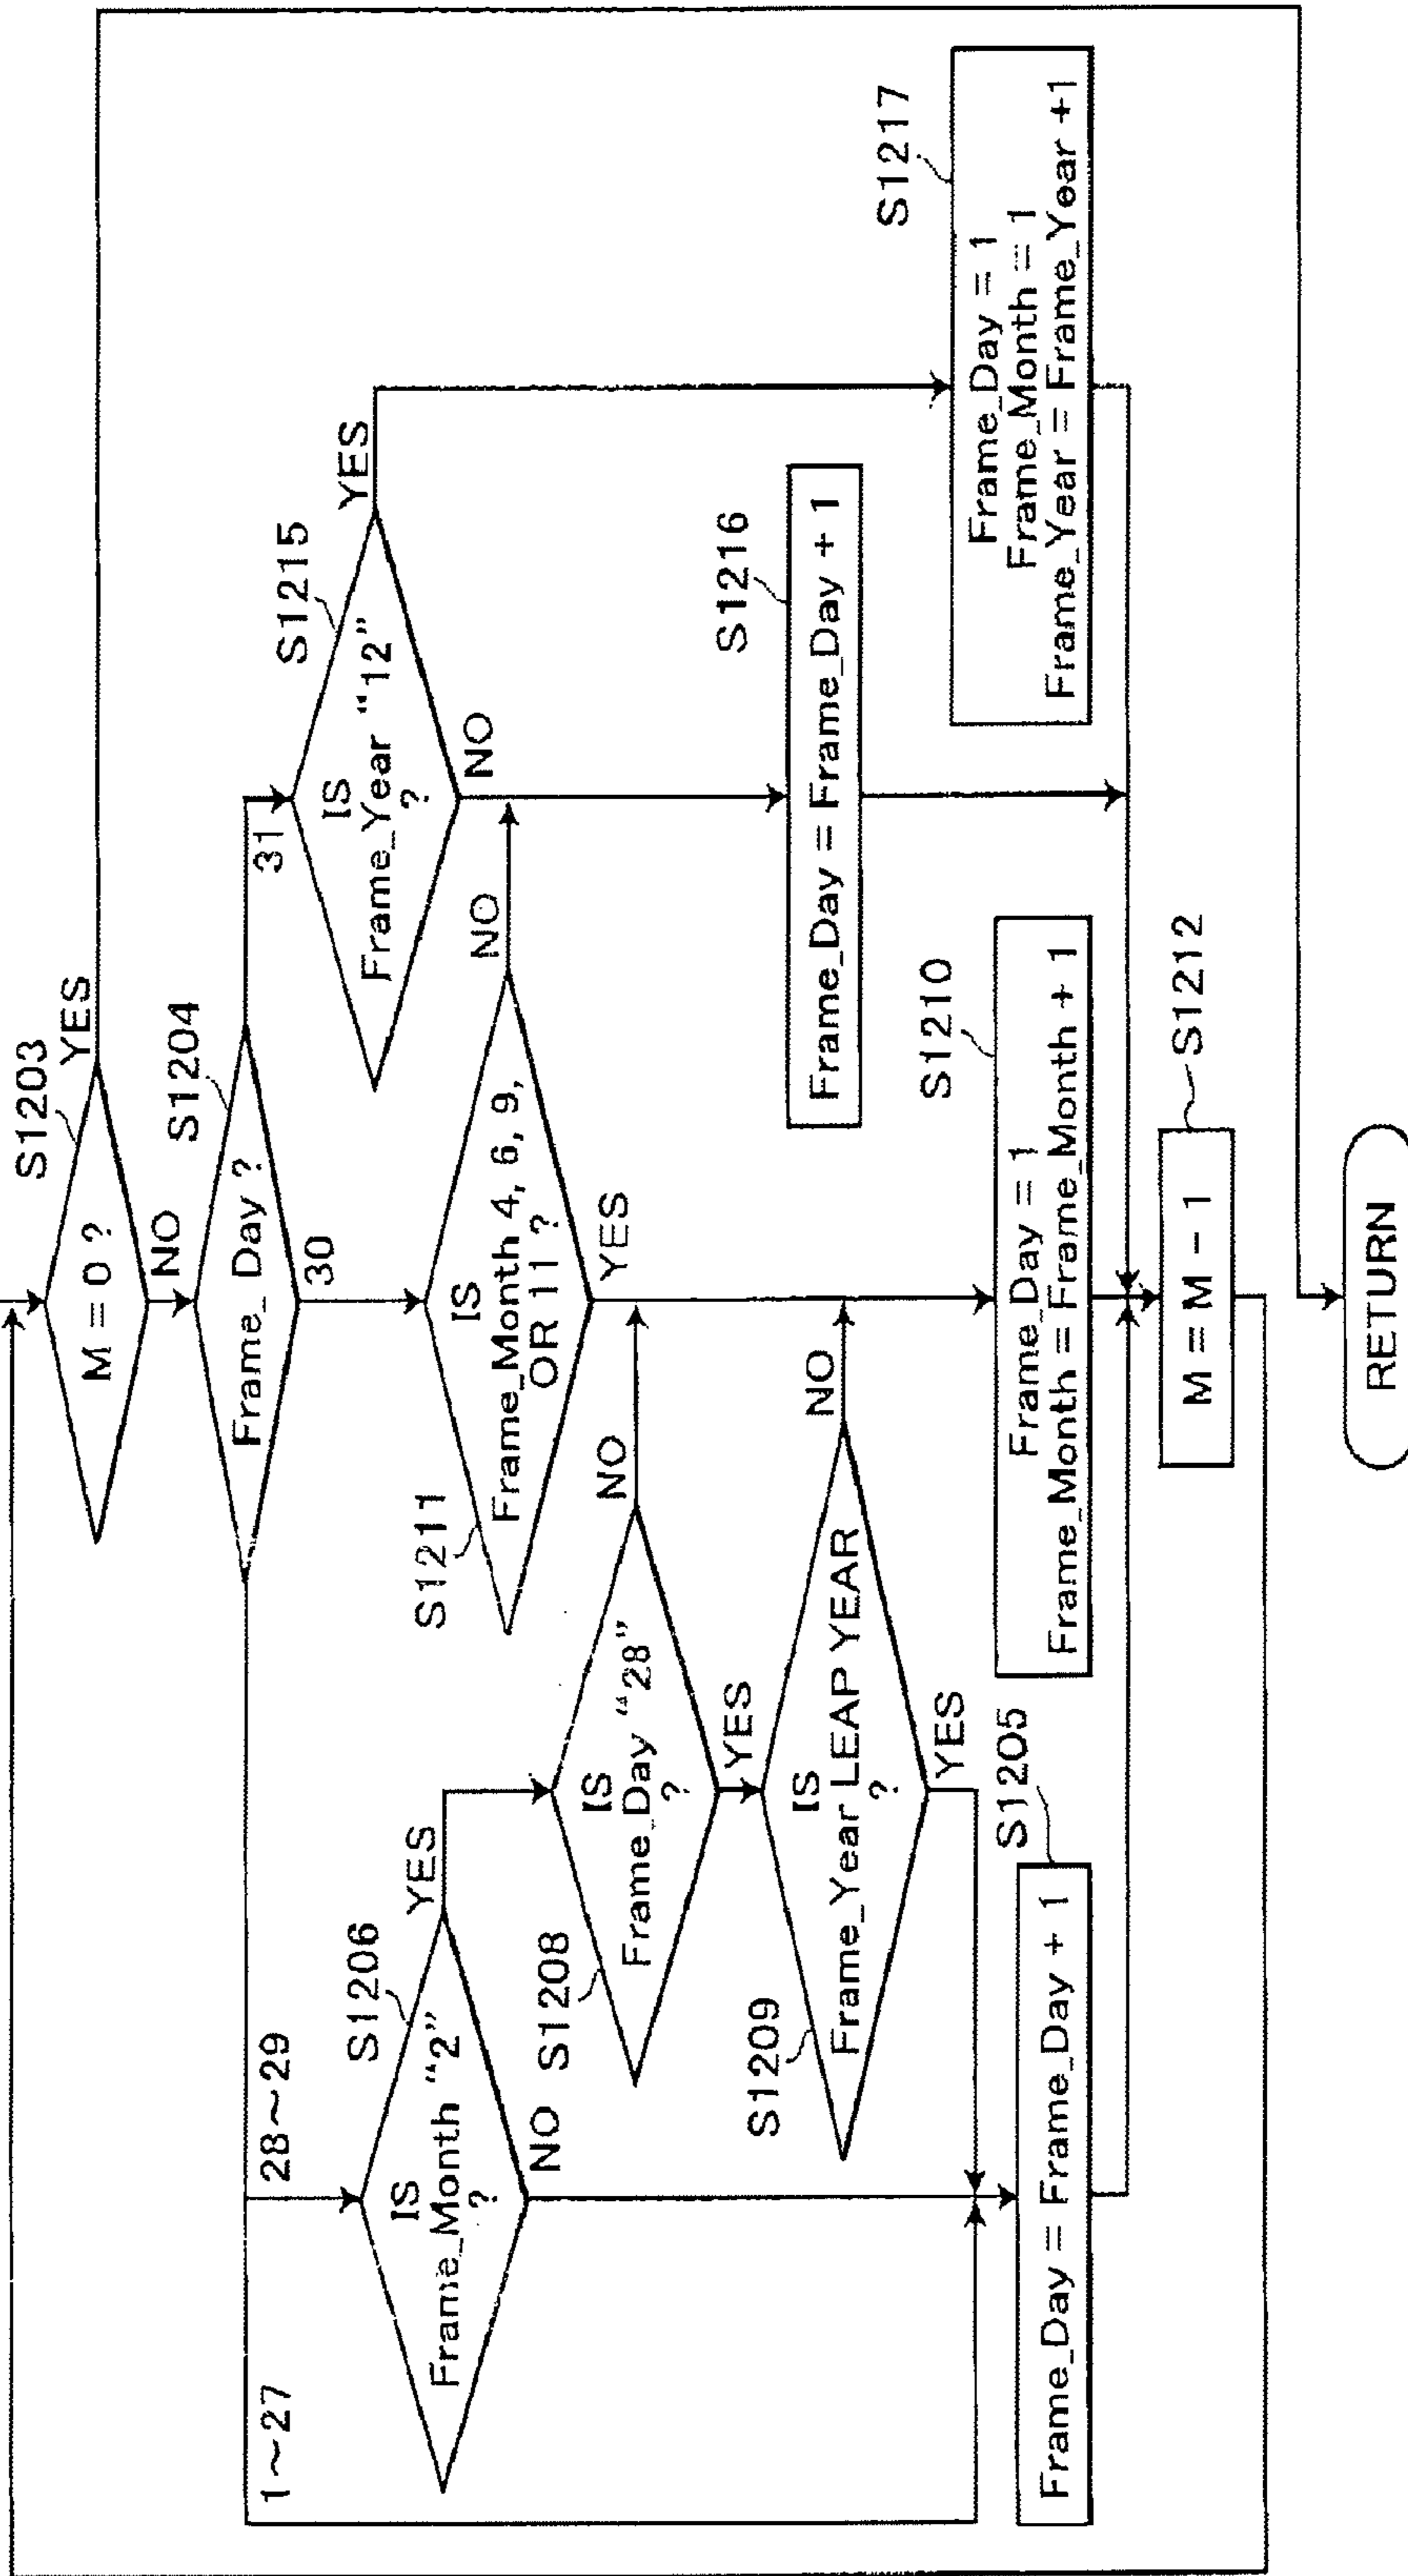 S1203
M = 0 ?
YES
NO
S1204
Frame_Day ?
1~27
28~29
30
31
S1206
IS
Frame_Month "2"
?
YES
NO
S1211
IS
Frame_Month 4, 6, 9,
OR 11 ?
NO
YES
S1215
IS
Frame_Year "12"
?
YES
NO
S1208
IS
Frame_Day "28"
?
NO
YES
S1209
IS
Frame_Year LEAP YEAR
?
NO
YES
S1216
Frame_Day = Frame_Day + 1
S1217
Frame_Day = 1
Frame_Month = 1
Frame_Year = Frame_Year +1
S1205
Frame_Day = Frame_Day + 1
S1210
Frame_Day = 1
Frame_Month = Frame_Month + 1
S1212
M = M - 1
RETURN